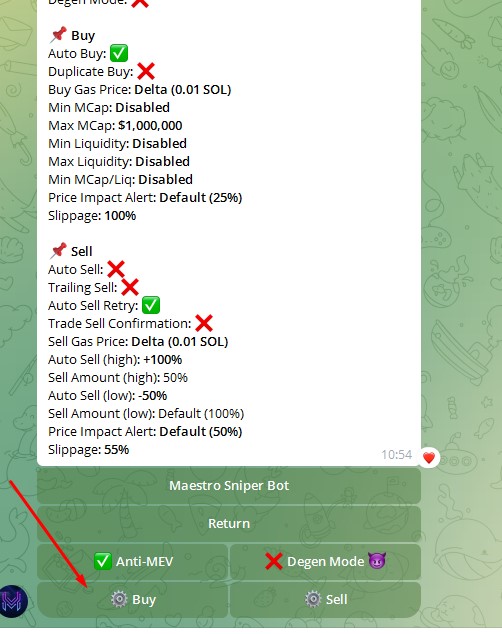 Degen Mode: ❌
📌 Buy
Auto Buy: ✅
Duplicate Buy: ❌
Buy Gas Price: Delta (0.01 SOL)
Min MCap: Disabled
Max MCap: $1,000,000
Min Liquidity: Disabled
Max Liquidity: Disabled
Min MCap/Liq: Disabled
Price Impact Alert: Default (25%)
Slippage: 100%
📌 Sell
Auto Sell: ❌
Trailing Sell: ❌
Auto Sell Retry: ✅
Trade Sell Confirmation: ❌
Sell Gas Price: Delta (0.01 SOL)
Auto Sell (high): +100%
Sell Amount (high): 50%
Auto Sell (low): -50%
Sell Amount (low): Default (100%)
Price Impact Alert: Default (50%)
Slippage: 55%
10:54
Maestro Sniper Bot
Return
✅ Anti-MEV
❌ Degen Mode 😈
⚙️ Buy
⚙️ Sell